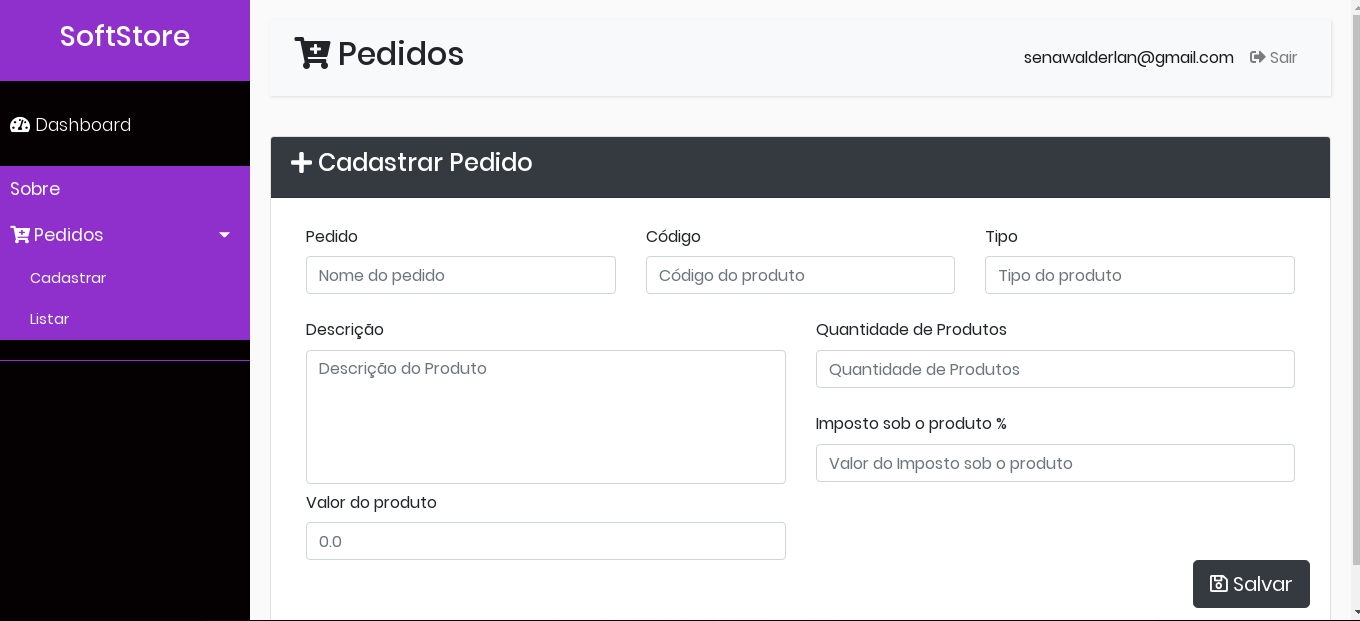 SoftStore
Dashboard
Sobre
Pedidos
Cadastrar
Listar
Pedidos
senawalderlan@gmail.com Sair
Cadastrar Pedido
Pedido Código Tipo
Nome do pedido Código do produto Tipo do produto
Descrição Quantidade de Produtos
Descrição do Produto Quantidade de Produtos
Imposto sob o produto %
Valor do Imposto sob o produto
Valor do produto
0.0
Salvar